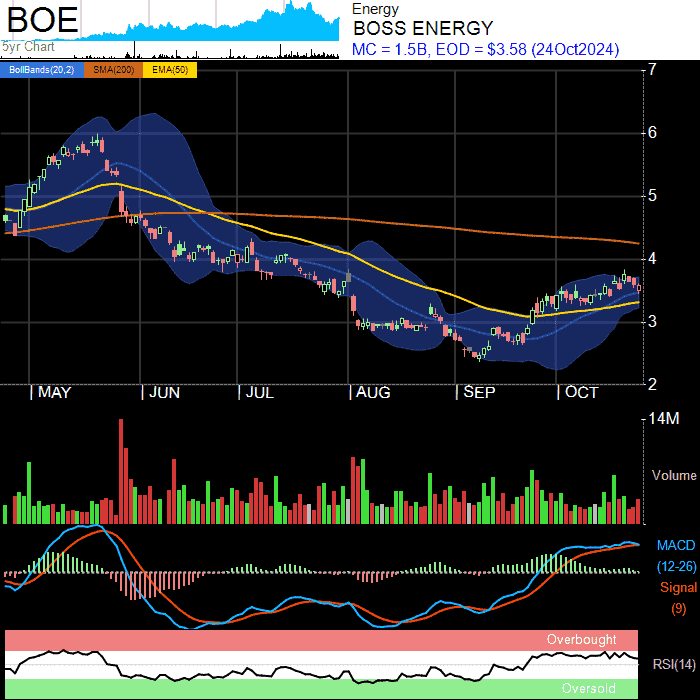 BOE
5yr Chart
Energy
BOSS ENERGY
MC = 1.5B, EOD = $3.58 (24Oct2024)
BollBands(20,2) SMA(200) EMA(50)
7
6
5
4
3
2
MAY JUN JUL AUG SEP OCT
14M
Volume
MACD
(12-26)
Signal
(9)
Overbought
RSI(14)
Oversold